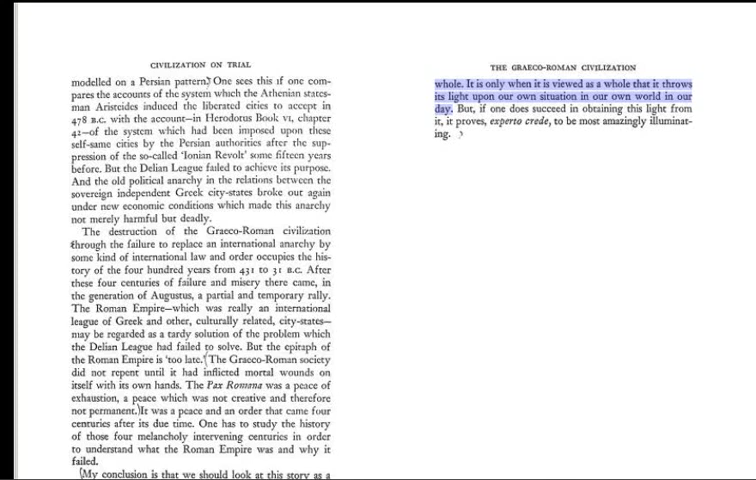 CIVILIZATION ON TRIAL
modelled on a Persian pattern. One sees this if one com-
pares the accounts of the system which the Athenian states-
man Aristeides induced the liberated cities to accept in
478 B.C. with the account—in Herodotus Book VI, chapter
42—of the system which had been imposed upon these
self-same cities by the Persian authorities after the sup-
pression of the so-called 'Ionian Revolt' some fifteen years
before. But the Delian League failed to achieve its purpose.
And the old political anarchy in the relations between the
sovereign independent Greek city-states broke out again
under new economic conditions which made this anarchy
not merely harmful but deadly.
The destruction of the Graeco-Roman civilization
through the failure to replace an international anarchy by
some kind of international law and order occupies the his-
tory of the four hundred years from 431 to 31 B.C. After
these four centuries of failure and misery there came, in
the generation of Augustus, a partial and temporary rally.
The Roman Empire—which was really an international
league of Greek and other, culturally related, city-states—
may be regarded as a tardy solution of the problem which
the Delian League had failed to solve. But the epitaph of
the Roman Empire is 'too late.' The Graeco-Roman society
did not repent until it had inflicted mortal wounds on
itself with its own hands. The Pax Romana was a peace of
exhaustion, a peace which was not creative and therefore
not permanent. It was a peace and an order that came four
centuries after its due time. One has to study the history
of those four melancholy intervening centuries in order
to understand what the Roman Empire was and why it
failed.
My conclusion is that we should look at this story as a
THE GRAECO-ROMAN CIVILIZATION
whole. It is only when it is viewed as a whole that it throws
its light upon our own situation in our own world in our
day. But, if one does succeed in obtaining this light from
it, it proves, experto crede, to be most amazingly illuminat-
ing.